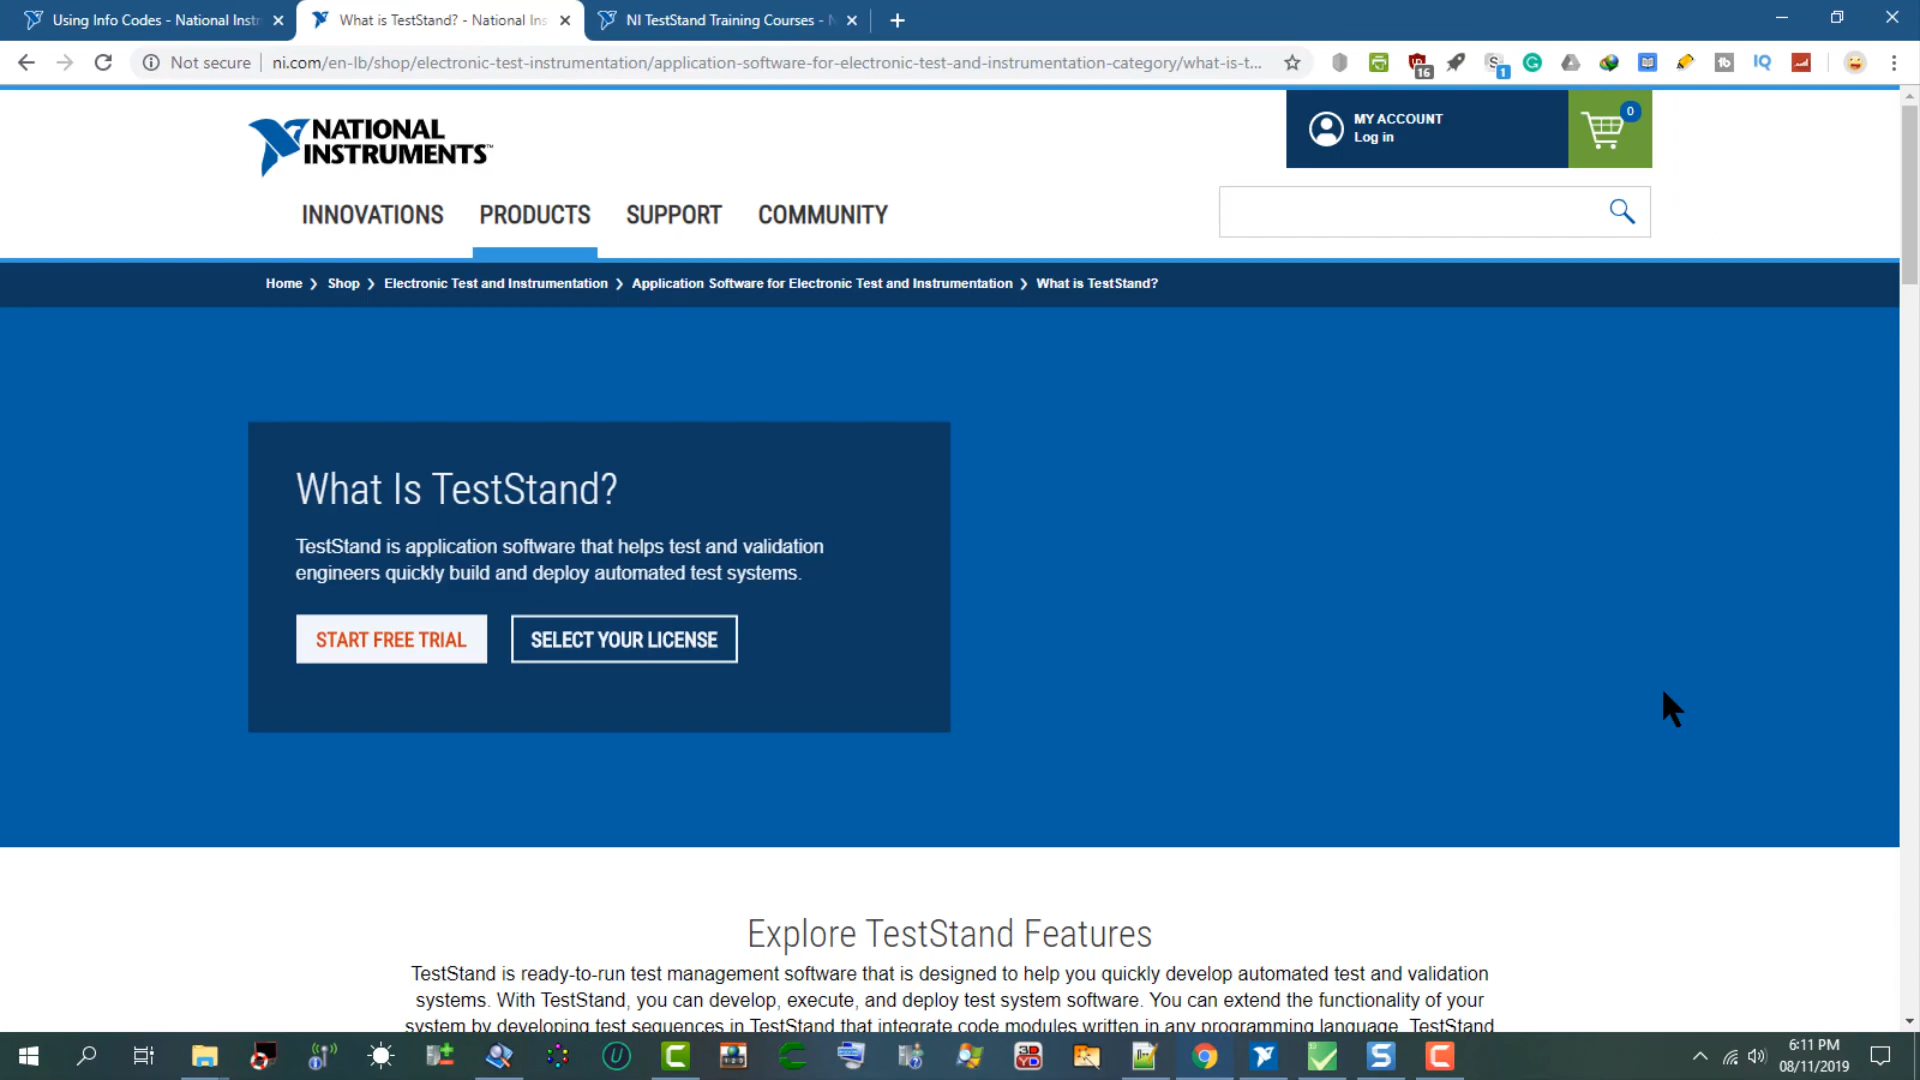 Using Info Codes - National Instr
What is TestStand? - National Ins
NI TestStand Training Courses -
Not secure
ni.com/en-lb/shop/electronic-test-instrumentation/application-software-for-electronic-test-and-instrumentation-category/what-is-t...
16
1
IQ
NATIONAL
INSTRUMENTS™
MY ACCOUNT
Log in
0
INNOVATIONS
PRODUCTS
SUPPORT
COMMUNITY
Home ❯ Shop ❯ Electronic Test and Instrumentation ❯ Application Software for Electronic Test and Instrumentation ❯ What is TestStand?
What Is TestStand?
TestStand is application software that helps test and validation
engineers quickly build and deploy automated test systems.
START FREE TRIAL
SELECT YOUR LICENSE
Explore TestStand Features
TestStand is ready-to-run test management software that is designed to help you quickly develop automated test and validation
systems. With TestStand, you can develop, execute, and deploy test system software. You can extend the functionality of your
system by developing test sequences in TestStand that integrate code modules written in any programming language. TestStand
6:11 PM
08/11/2019